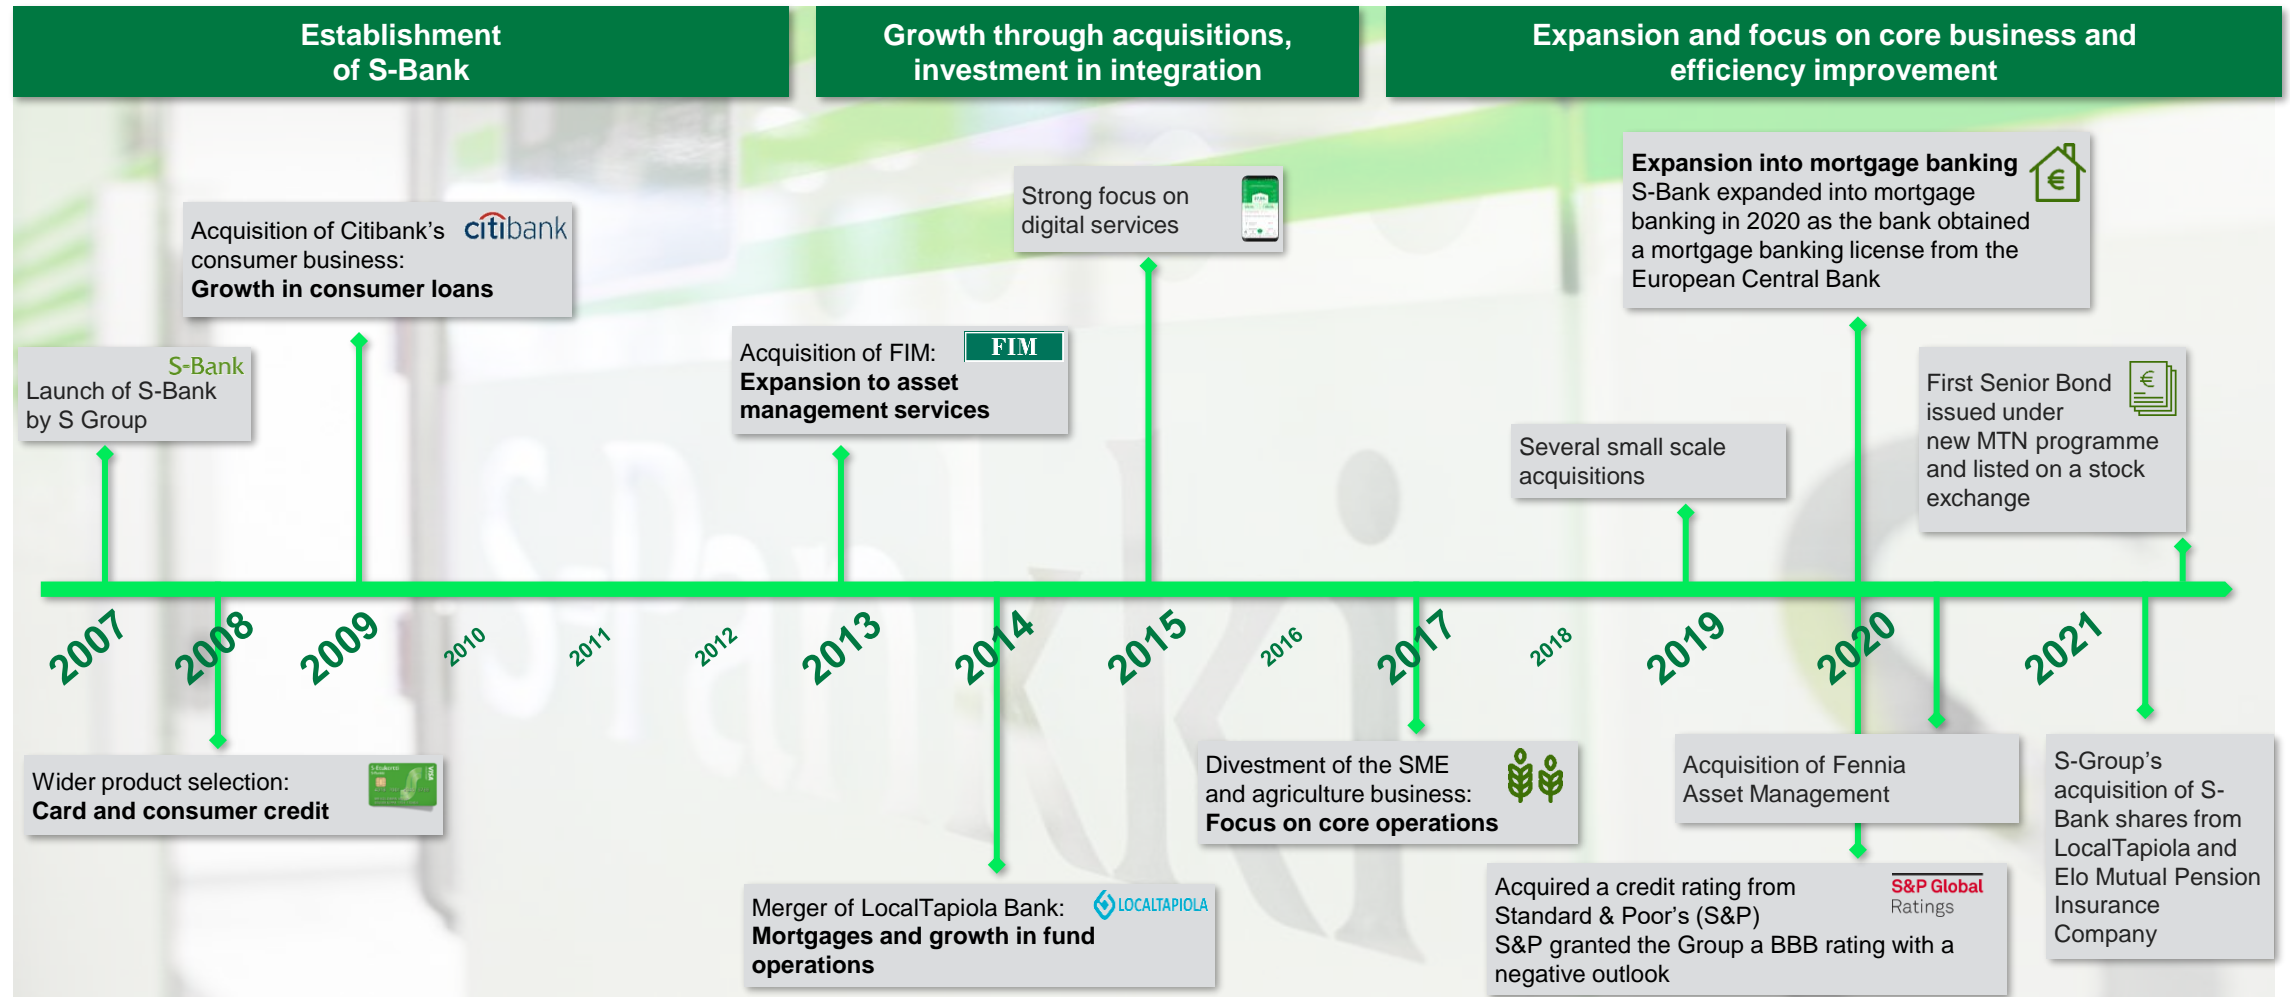 Establishment
of S-Bank
Growth through acquisitions,
investment in integration
Expansion and focus on core business and
efficiency improvement
S-Bank
Launch of S-Bank
by S Group
Acquisition of Citibank's
consumer business:
Growth in consumer loans
citibank
Acquisition of FIM:
Expansion to asset
management services
FIM
Strong focus on
digital services
Several small scale
acquisitions
Expansion into mortgage banking
S-Bank expanded into mortgage
banking in 2020 as the bank obtained
a mortgage banking license from the
European Central Bank
€
First Senior Bond
issued under
new MTN programme
and listed on a stock
exchange
€
S-Pankki
2007
2008
2009
2010
2011
2012
2013
2014
2015
2016
2017
2018
2019
2020
2021
Wider product selection:
Card and consumer credit
VISA
Merger of LocalTapiola Bank:
Mortgages and growth in fund
operations
LOCALTAPIOLA
Divestment of the SME
and agriculture business:
Focus on core operations
Acquisition of Fennia
Asset Management
Acquired a credit rating from
Standard & Poor's (S&P)
S&P granted the Group a BBB rating with a
negative outlook
S&P Global
Ratings
S-Group's
acquisition of S-
Bank shares from
LocalTapiola and
Elo Mutual Pension
Insurance
Company